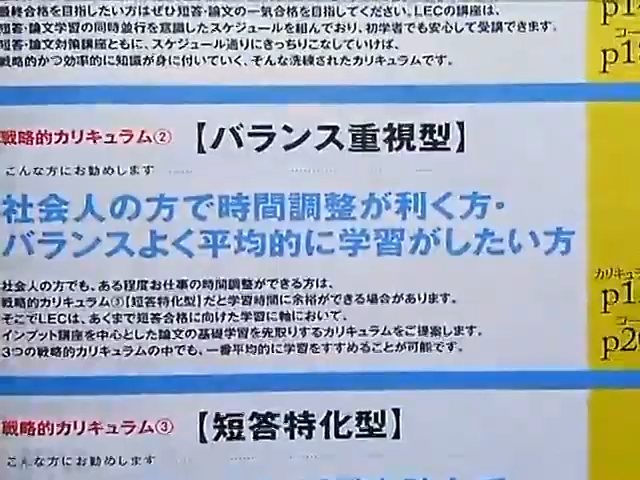 最終合格を目指したい方はぜひ短答・論文の一気合格を目指してください。LECの講座は、
短答・論文学習の同時並行を意識したスケジュールを組んでおり、初学者でも安心して受講できます。
短答・論文対策講座ともに、スケジュール通りにきっちりこなしていけば、
戦略的かつ効率的に知識が身に付いていく、そんな洗練されたカリキュラムです。
戦略的カリキュラム② 【バランス重視型】
こんな方にお勧めします
社会人の方で時間調整が利く方・
バランスよく平均的に学習がしたい方
社会人の方でも、ある程度お仕事の時間調整ができる方は、
戦略的カリキュラム③【短答特化型】だと学習時間に余裕ができる場合があります。
そこでLECは、あくまで短答合格に向けた学習に軸において、
インプット講座を中心とした論文の基礎学習を先取りするカリキュラムをご提案します。
3つの戦略的カリキュラムの中でも、一番平均的に学習をすすめることが可能です。
カリキュラ
コー
戦略的カリキュラム③ 【短答特化型】
こんな方にお勧めします